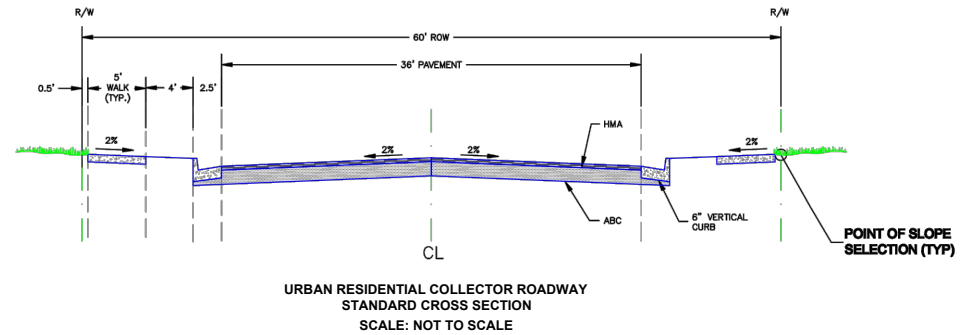 R/W
R/W
60' ROW
36' PAVEMENT
5'
WALK
(TYP.)
0.5'
4'
2.5'
HMA
2%
2%
2%
2%
ABC
6" VERTICAL
CURB
CL
POINT OF SLOPE
SELECTION (TYP)
URBAN RESIDENTIAL COLLECTOR ROADWAY
STANDARD CROSS SECTION
SCALE: NOT TO SCALE